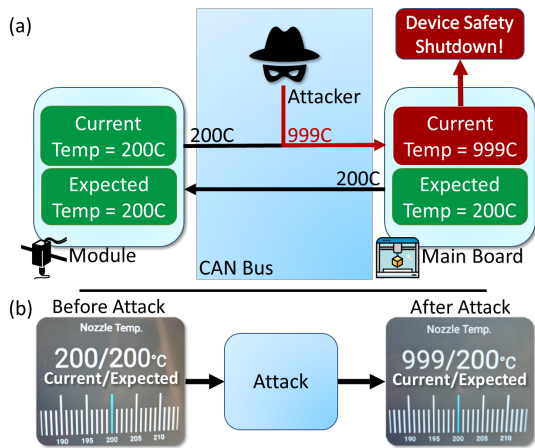 (a)
Device Safety
Shutdown!
Attacker
Current
Temp = 200C
200C
999C
Current
Temp = 999C
Expected
Temp = 200C
200C
Expected
Temp = 200C
Module
CAN Bus
Main Board
(b)
Before Attack
After Attack
Nozzle Temp.
200/200°C
Current/Expected
190 195 200 205 210
Attack
Nozzle Temp.
999/200°C
Current/Expected
190 195 200 205 210